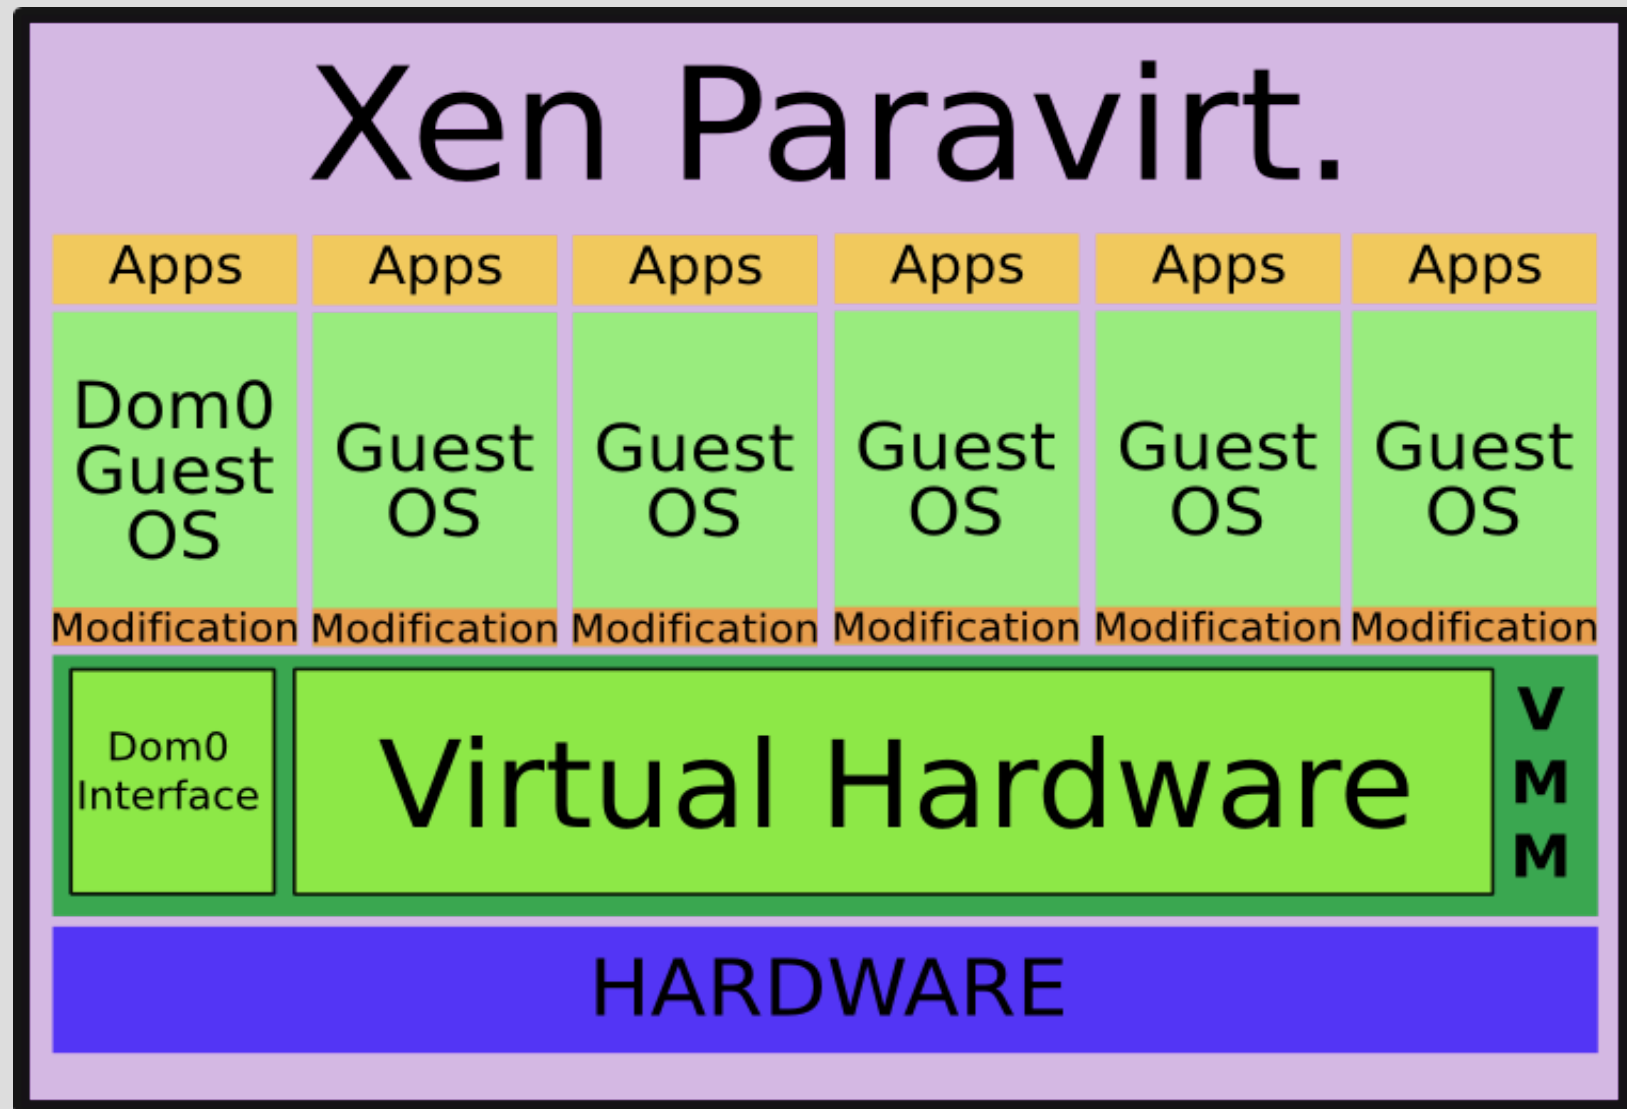 Xen Paravirt.
Apps Apps Apps Apps Apps Apps
Dom0
Guest
OS
Guest
OS
Guest
OS
Guest
OS
Guest
OS
Guest
OS
Modification Modification Modification Modification Modification Modification
Dom0
Interface
Virtual Hardware
V
M
M
HARDWARE